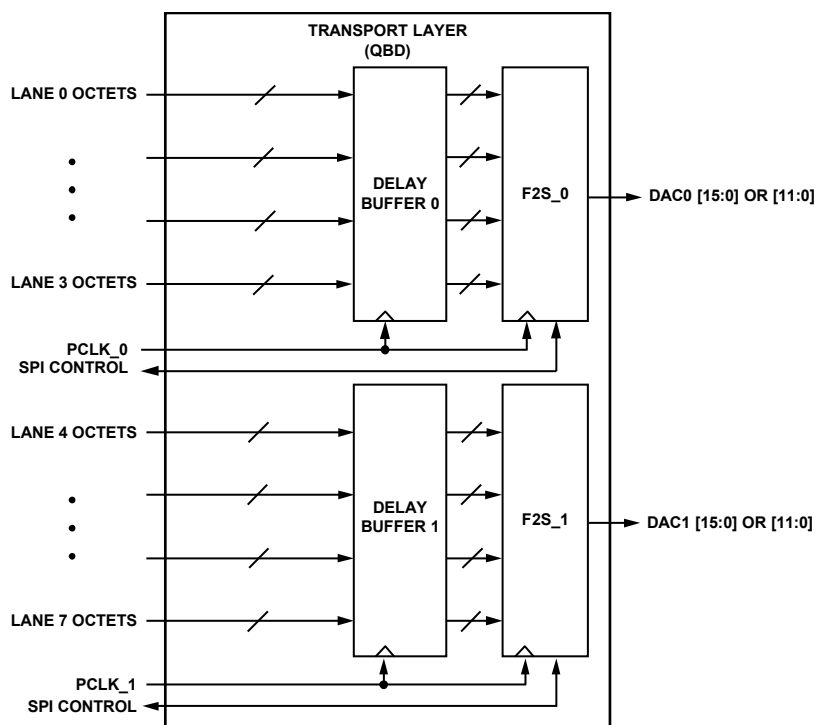 TRANSPORT LAYER
(QBD)
LANE 0 OCTETS
LANE 3 OCTETS
DELAY
BUFFER 0
F2S_0
DAC0 [15:0] OR [11:0]
PCLK_0
SPI CONTROL
LANE 4 OCTETS
LANE 7 OCTETS
DELAY
BUFFER 1
F2S_1
DAC1 [15:0] OR [11:0]
PCLK_1
SPI CONTROL